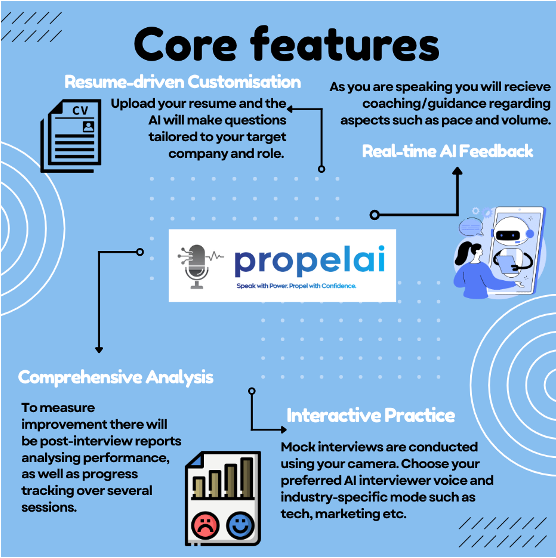 Core features
Resume-driven Customisation
CV
Upload your resume and the
AI will make questions
tailored to your target
company and role.
As you are speaking you will recieve
coaching/guidance regarding
aspects such as pace and volume.
Real-time AI Feedback
propelai
Speak with Power. Propel with Confidence.
Comprehensive Analysis
To measure
improvement there will
be post-interview reports
analysing performance,
as well as progress
tracking over several
sessions.
Interactive Practice
Mock interviews are conducted
using your camera. Choose your
preferred AI interviewer voice and
industry-specific mode such as
tech, marketing etc.